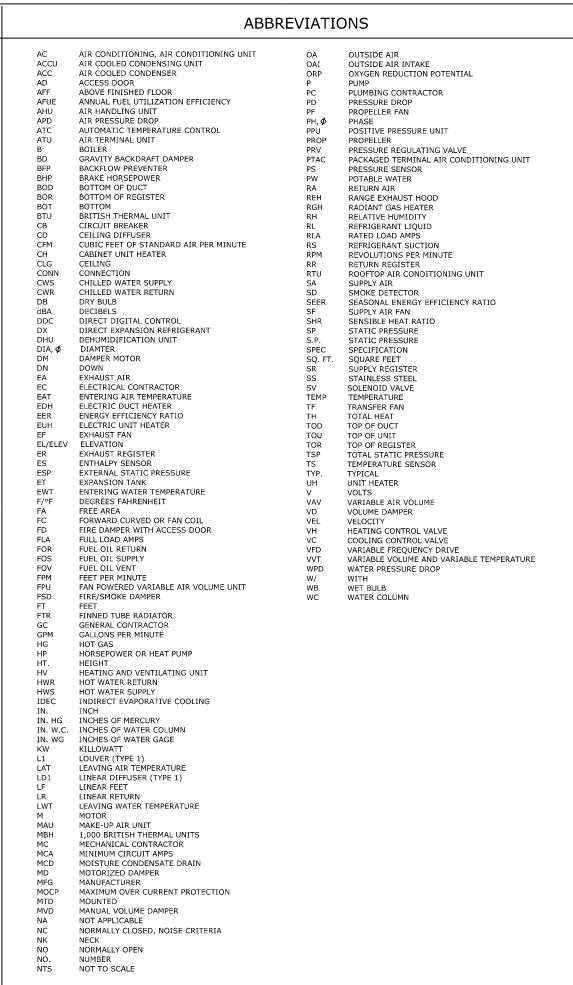 ABBREVIATIONS
AC AIR CONDITIONING, AIR CONDITIONING UNIT
ACCU AIR COOLED CONDENSING UNIT
ACC AIR COOLED CONDENSER
AD ACCESS DOOR
AFF ABOVE FINISHED FLOOR
AFUE ANNUAL FUEL UTILIZATION EFFICIENCY
AHU AIR HANDLING UNIT
APD AIR PRESSURE DROP
ATC AUTOMATIC TEMPERATURE CONTROL
ATU AIR TERMINAL UNIT
B BOILER
BD GRAVITY BACKDRAFT DAMPER
BFP BACKFLOW PREVENTER
BHP BRAKE HORSEPOWER
BOD BOTTOM OF DUCT
BOR BOTTOM OF REGISTER
BOT BOTTOM
BTU BRITISH THERMAL UNIT
CB CIRCUIT BREAKER
CD CEILING DIFFUSER
CFM CUBIC FEET OF STANDARD AIR PER MINUTE
CH CABINET UNIT HEATER
CLG CEILING
CONN CONNECTION
CWS CHILLED WATER SUPPLY
CWR CHILLED WATER RETURN
DB DRY BULB
dBA DECIBELS
DDC DIRECT DIGITAL CONTROL
DX DIRECT EXPANSION REFRIGERANT
DHU DEHUMIDIFICATION UNIT
DIA, ϕ DIAMTER
DM DAMPER MOTOR
DN DOWN
EA EXHAUST AIR
EC ELECTRICAL CONTRACTOR
EAT ENTERING AIR TEMPERATURE
EDH ELECTRIC DUCT HEATER
EER ENERGY EFFICIENCY RATIO
EUH ELECTRIC UNIT HEATER
EF EXHAUST FAN
EL/ELEV ELEVATION
ER EXHAUST REGISTER
ES ENTHALPY SENSOR
ESP EXTERNAL STATIC PRESSURE
ET EXPANSION TANK
EWT ENTERING WATER TEMPERATURE
F/°F DEGREES FAHRENHEIT
FA FREE AREA
FC FORWARD CURVED OR FAN COIL
FD FIRE DAMPER WITH ACCESS DOOR
FLA FULL LOAD AMPS
FOR FUEL OIL RETURN
FOS FUEL OIL SUPPLY
FOV FUEL OIL VENT
FPM FEET PER MINUTE
FPU FAN POWERED VARIABLE AIR VOLUME UNIT
FSD FIRE/SMOKE DAMPER
FT FEET
FTR FINNED TUBE RADIATOR
GC GENERAL CONTRACTOR
GPM GALLONS PER MINUTE
HG HOT GAS
HP HORSEPOWER OR HEAT PUMP
HT. HEIGHT
HV HEATING AND VENTILATING UNIT
HWR HOT WATER RETURN
HWS HOT WATER SUPPLY
IDEC INDIRECT EVAPORATIVE COOLING
IN. INCH
IN. HG INCHES OF MERCURY
IN. W.C. INCHES OF WATER COLUMN
IN. WG INCHES OF WATER GAGE
KW KILLOWATT
L1 LOUVER (TYPE 1)
LAT LEAVING AIR TEMPERATURE
LD1 LINEAR DIFFUSER (TYPE 1)
LF LINEAR FEET
LR LINEAR RETURN
LWT LEAVING WATER TEMPERATURE
M MOTOR
MAU MAKE-UP AIR UNIT
MBH 1,000 BRITISH THERMAL UNITS
MC MECHANICAL CONTRACTOR
MCA MINIMUM CIRCUIT AMPS
MCD MOISTURE CONDENSATE DRAIN
MD MOTORIZED DAMPER
MFG MANUFACTURER
MOCP MAXIMUM OVER CURRENT PROTECTION
MTD MOUNTED
MVD MANUAL VOLUME DAMPER
NA NOT APPLICABLE
NC NORMALLY CLOSED, NOISE CRITERIA
NK NECK
NO NORMALLY OPEN
NO. NUMBER
NTS NOT TO SCALE
OA OUTSIDE AIR
OAI OUTSIDE AIR INTAKE
ORP OXYGEN REDUCTION POTENTIAL
P PUMP
PC PLUMBING CONTRACTOR
PD PRESSURE DROP
PF PROPELLER FAN
PH, ϕ PHASE
PPU POSITIVE PRESSURE UNIT
PROP PROPELLER
PRV PRESSURE REGULATING VALVE
PTAC PACKAGED TERMINAL AIR CONDITIONING UNIT
PS PRESSURE SENSOR
PW POTABLE WATER
RA RETURN AIR
REH RANGE EXHAUST HOOD
RGH RADIANT GAS HEATER
RH RELATIVE HUMIDITY
RL REFRIGERANT LIQUID
RLA RATED LOAD AMPS
RS REFRIGERANT SUCTION
RPM REVOLUTIONS PER MINUTE
RR RETURN REGISTER
RTU ROOFTOP AIR CONDITIONING UNIT
SA SUPPLY AIR
SD SMOKE DETECTOR
SEER SEASONAL ENERGY EFFICIENCY RATIO
SF SUPPLY AIR FAN
SHR SENSIBLE HEAT RATIO
SP STATIC PRESSURE
S.P. STATIC PRESSURE
SPEC SPECIFICATION
SQ. FT. SQUARE FEET
SR SUPPLY REGISTER
SS STAINLESS STEEL
SV SOLENOID VALVE
TEMP TEMPERATURE
TF TRANSFER FAN
TH TOTAL HEAT
TOD TOP OF DUCT
TOU TOP OF UNIT
TOR TOP OF REGISTER
TSP TOTAL STATIC PRESSURE
TS TEMPERATURE SENSOR
TYP. TYPICAL
UH UNIT HEATER
V VOLTS
VAV VARIABLE AIR VOLUME
VD VOLUME DAMPER
VEL VELOCITY
VH HEATING CONTROL VALVE
VC COOLING CONTROL VALVE
VFD VARIABLE FREQUENCY DRIVE
VVT VARIABLE VOLUME AND VARIABLE TEMPERATURE
WPD WATER PRESSURE DROP
W/ WITH
WB WET BULB
WC WATER COLUMN